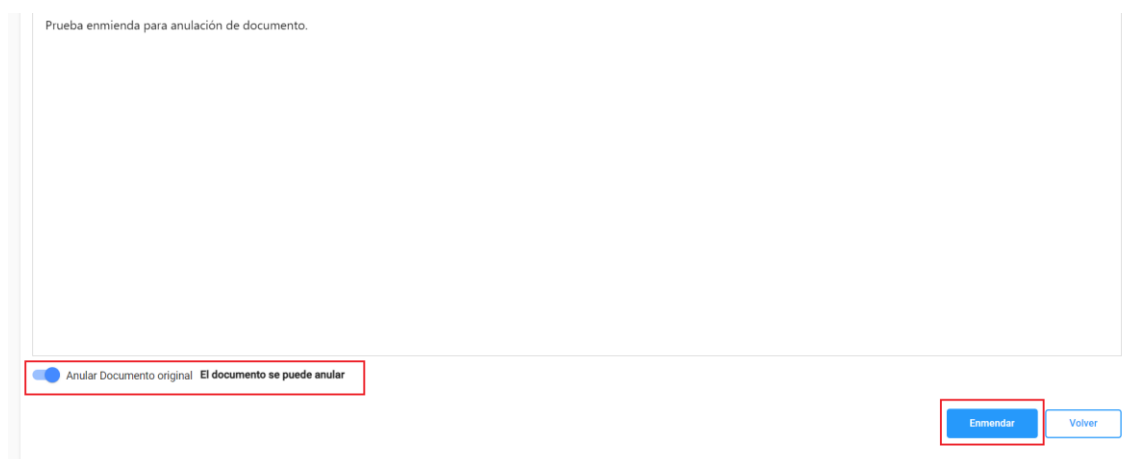 Prueba enmienda para anulación de documento.
Anular Documento original El documento se puede anular
Enmendar Volver